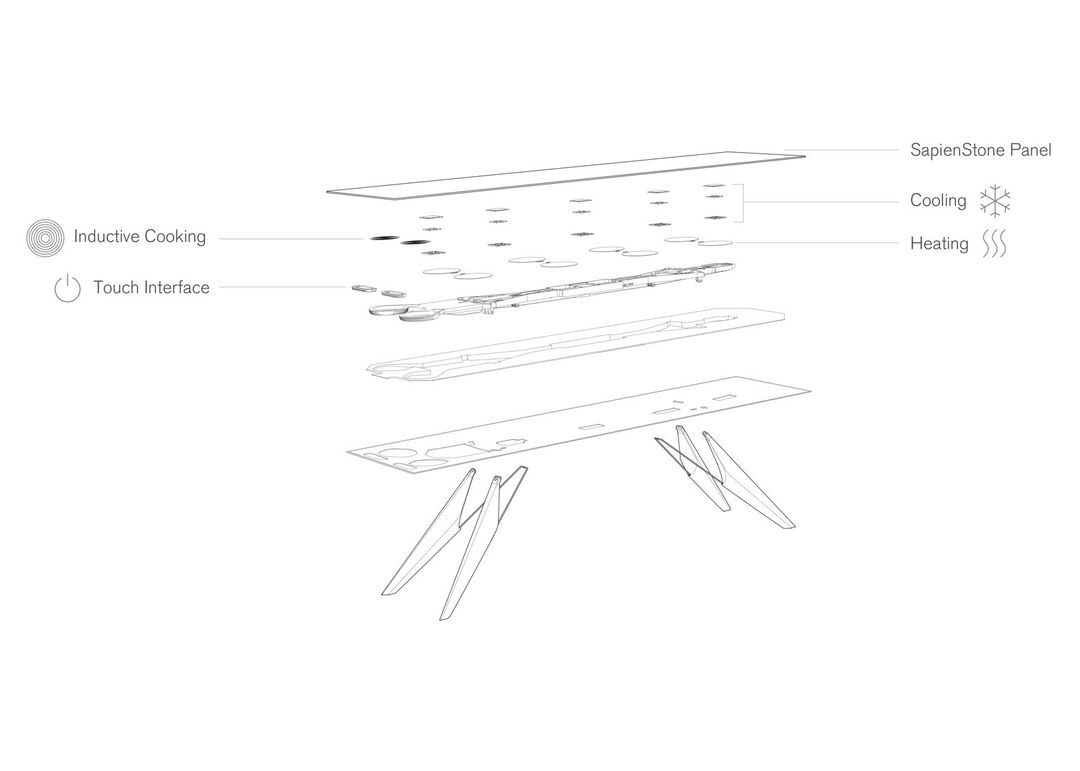 SapienStone Panel
Cooling
Inductive Cooking
Heating
Touch Interface